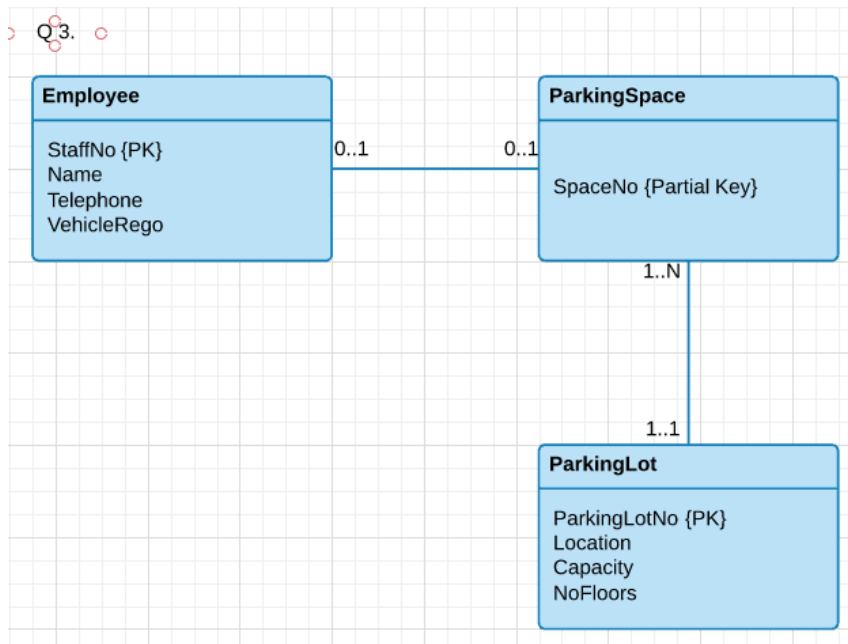 Q 3.
Employee
StaffNo {PK}
Name
Telephone
VehicleRego
0..1
0..1
ParkingSpace
SpaceNo {Partial Key}
1..N
1..1
ParkingLot
ParkingLotNo {PK}
Location
Capacity
NoFloors